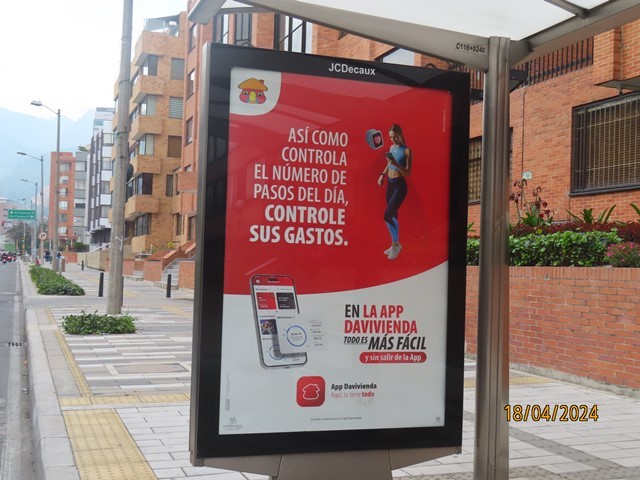 C116+0240
JCDecaux
ASÍ COMO
CONTROLA
EL NÚMERO DE
PASOS DEL DÍA,
CONTROLE
SUS GASTOS.
EN LA APP
DAVIVIENDA
TODO ES MÁS FÁCIL
y sin salir de la App
App Davivienda
Aquí, lo tiene todo
18/04/2024